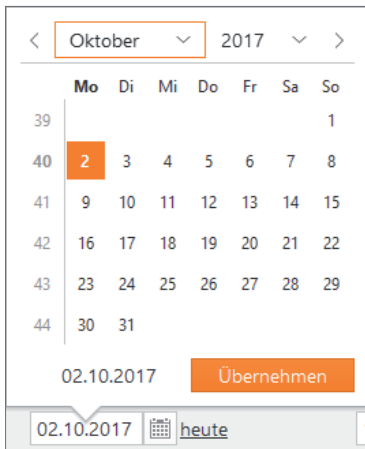 Oktober 2017
Mo Di Mi Do Fr Sa So
39 1
40 2 3 4 5 6 7 8
41 9 10 11 12 13 14 15
42 16 17 18 19 20 21 22
43 23 24 25 26 27 28 29
44 30 31
02.10.2017 Übernehmen
02.10.2017 heute